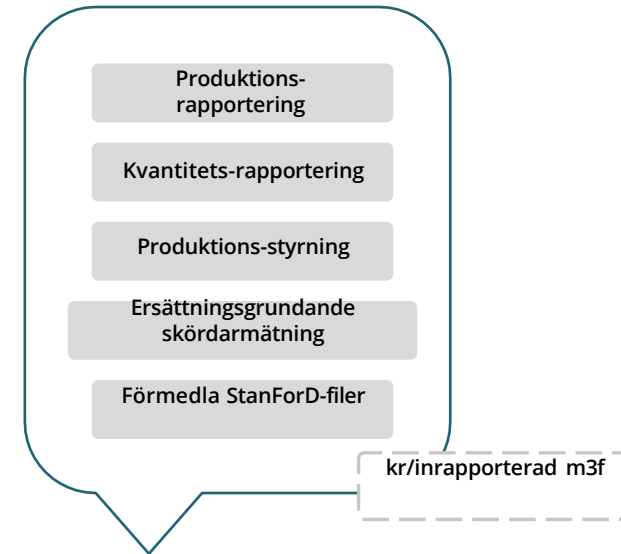 Produktions-
rapportering
Kvantitets-rapportering
Produktions-styrning
Ersättningsgrundande
skördarmätning
Förmedla StanForD-filer
kr/inrapporterad m3f